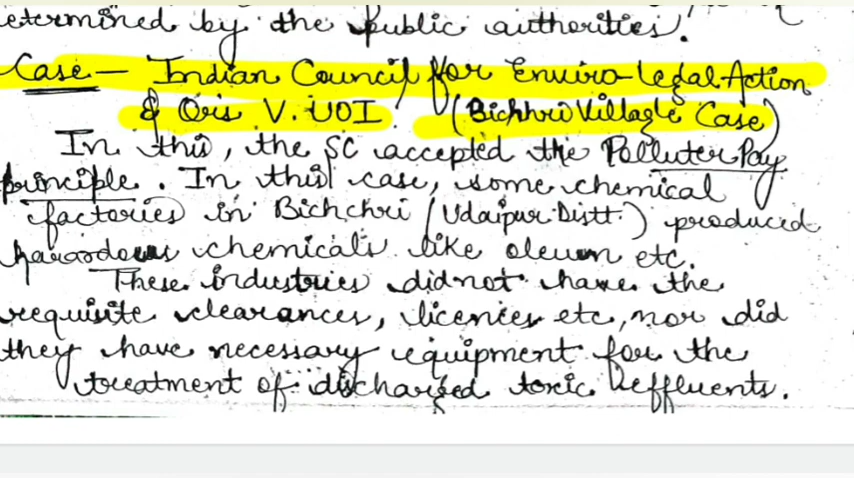 etermined by the public authorities.
Case — Indian Council for Enviro-Legal Action
& Ors V. UOI (Bichhri Village Case)
In this, the SC accepted the Polluter Pay
principle. In this case, some chemical
factories in Bichchri (Udaipur Distt.) produced
hazardous chemicals like oleum etc.
These industries didnot have the
requisite clearances, licences etc, nor did
they have necessary equipment for the
treatment of discharged toxic effluents.